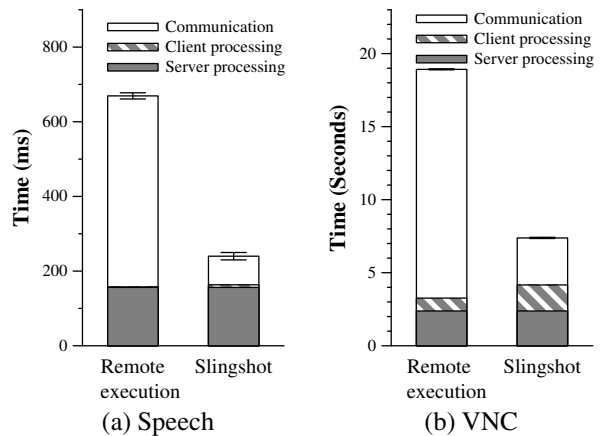 Time (ms)
800
600
400
200
0
Communication
Client processing
Server processing
Remote
execution
Slingshot
(a) Speech
Time (Seconds)
20
15
10
5
0
Communication
Client processing
Server processing
Remote
execution
Slingshot
(b) VNC